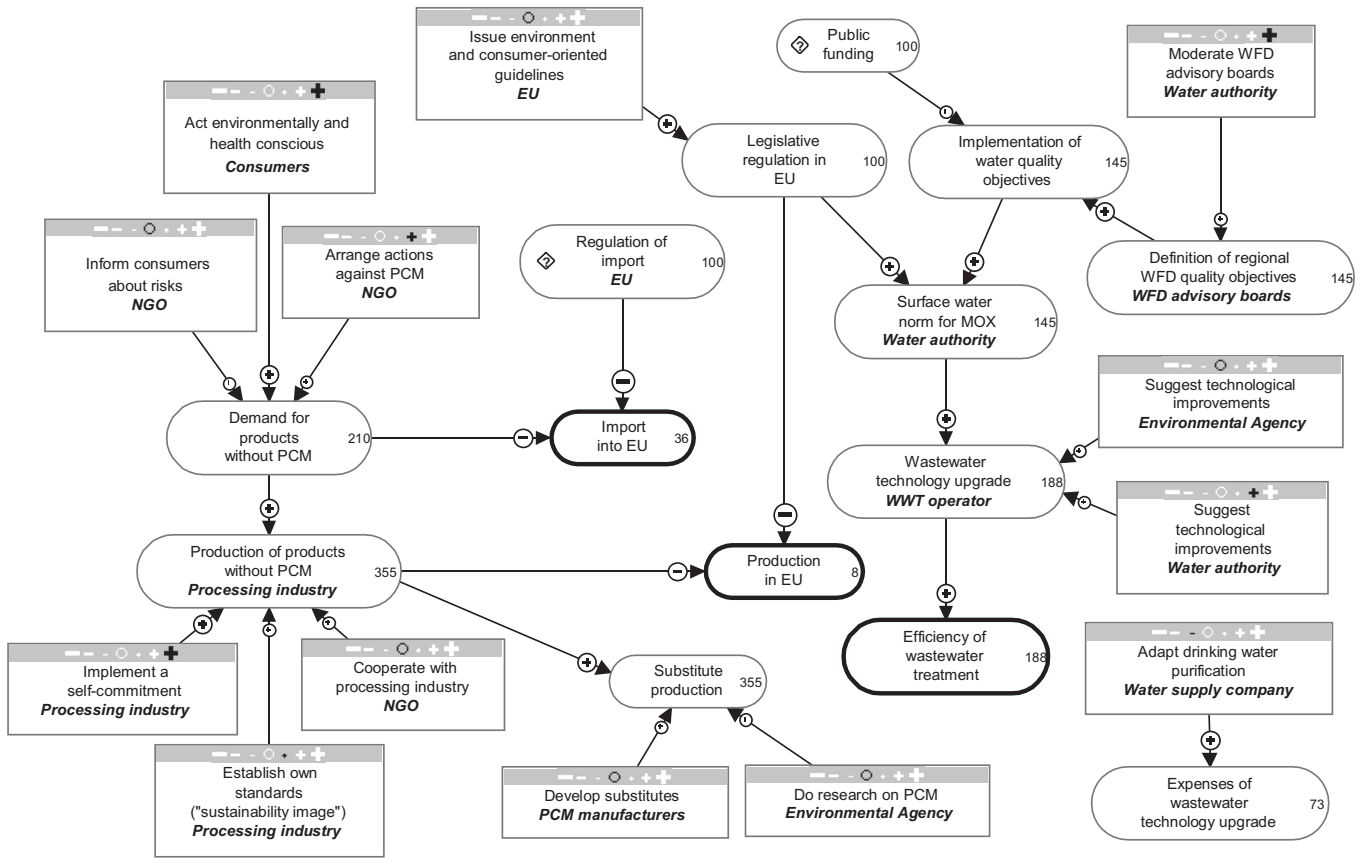 Issue environment
and consumer-oriented
guidelines
EU
?
Public
funding
100
Moderate WFD
advisory boards
Water authority
Act environmentally and
health conscious
Consumers
Legislative
regulation in
EU
100
Implementation of
water quality
objectives
145
Inform consumers
about risks
NGO
Arrange actions
against PCM
NGO
?
Regulation of
import
EU
100
Definition of regional
WFD quality objectives
WFD advisory boards
145
Surface water
norm for MOX
Water authority
145
Demand for
products
without PCM
210
Import
into EU
36
Suggest technological
improvements
Environmental Agency
Wastewater
technology upgrade
WWT operator
188
Suggest
technological
improvements
Water authority
Production of products
without PCM
Processing industry
355
Production
in EU
8
Efficiency of
wastewater
treatment
188
Implement a
self-commitment
Processing industry
Cooperate with
processing industry
NGO
Substitute
production
355
Adapt drinking water
purification
Water supply company
Establish own
standards
("sustainability image")
Processing industry
Develop substitutes
PCM manufacturers
Do research on PCM
Environmental Agency
Expenses of
wastewater
technology upgrade
73